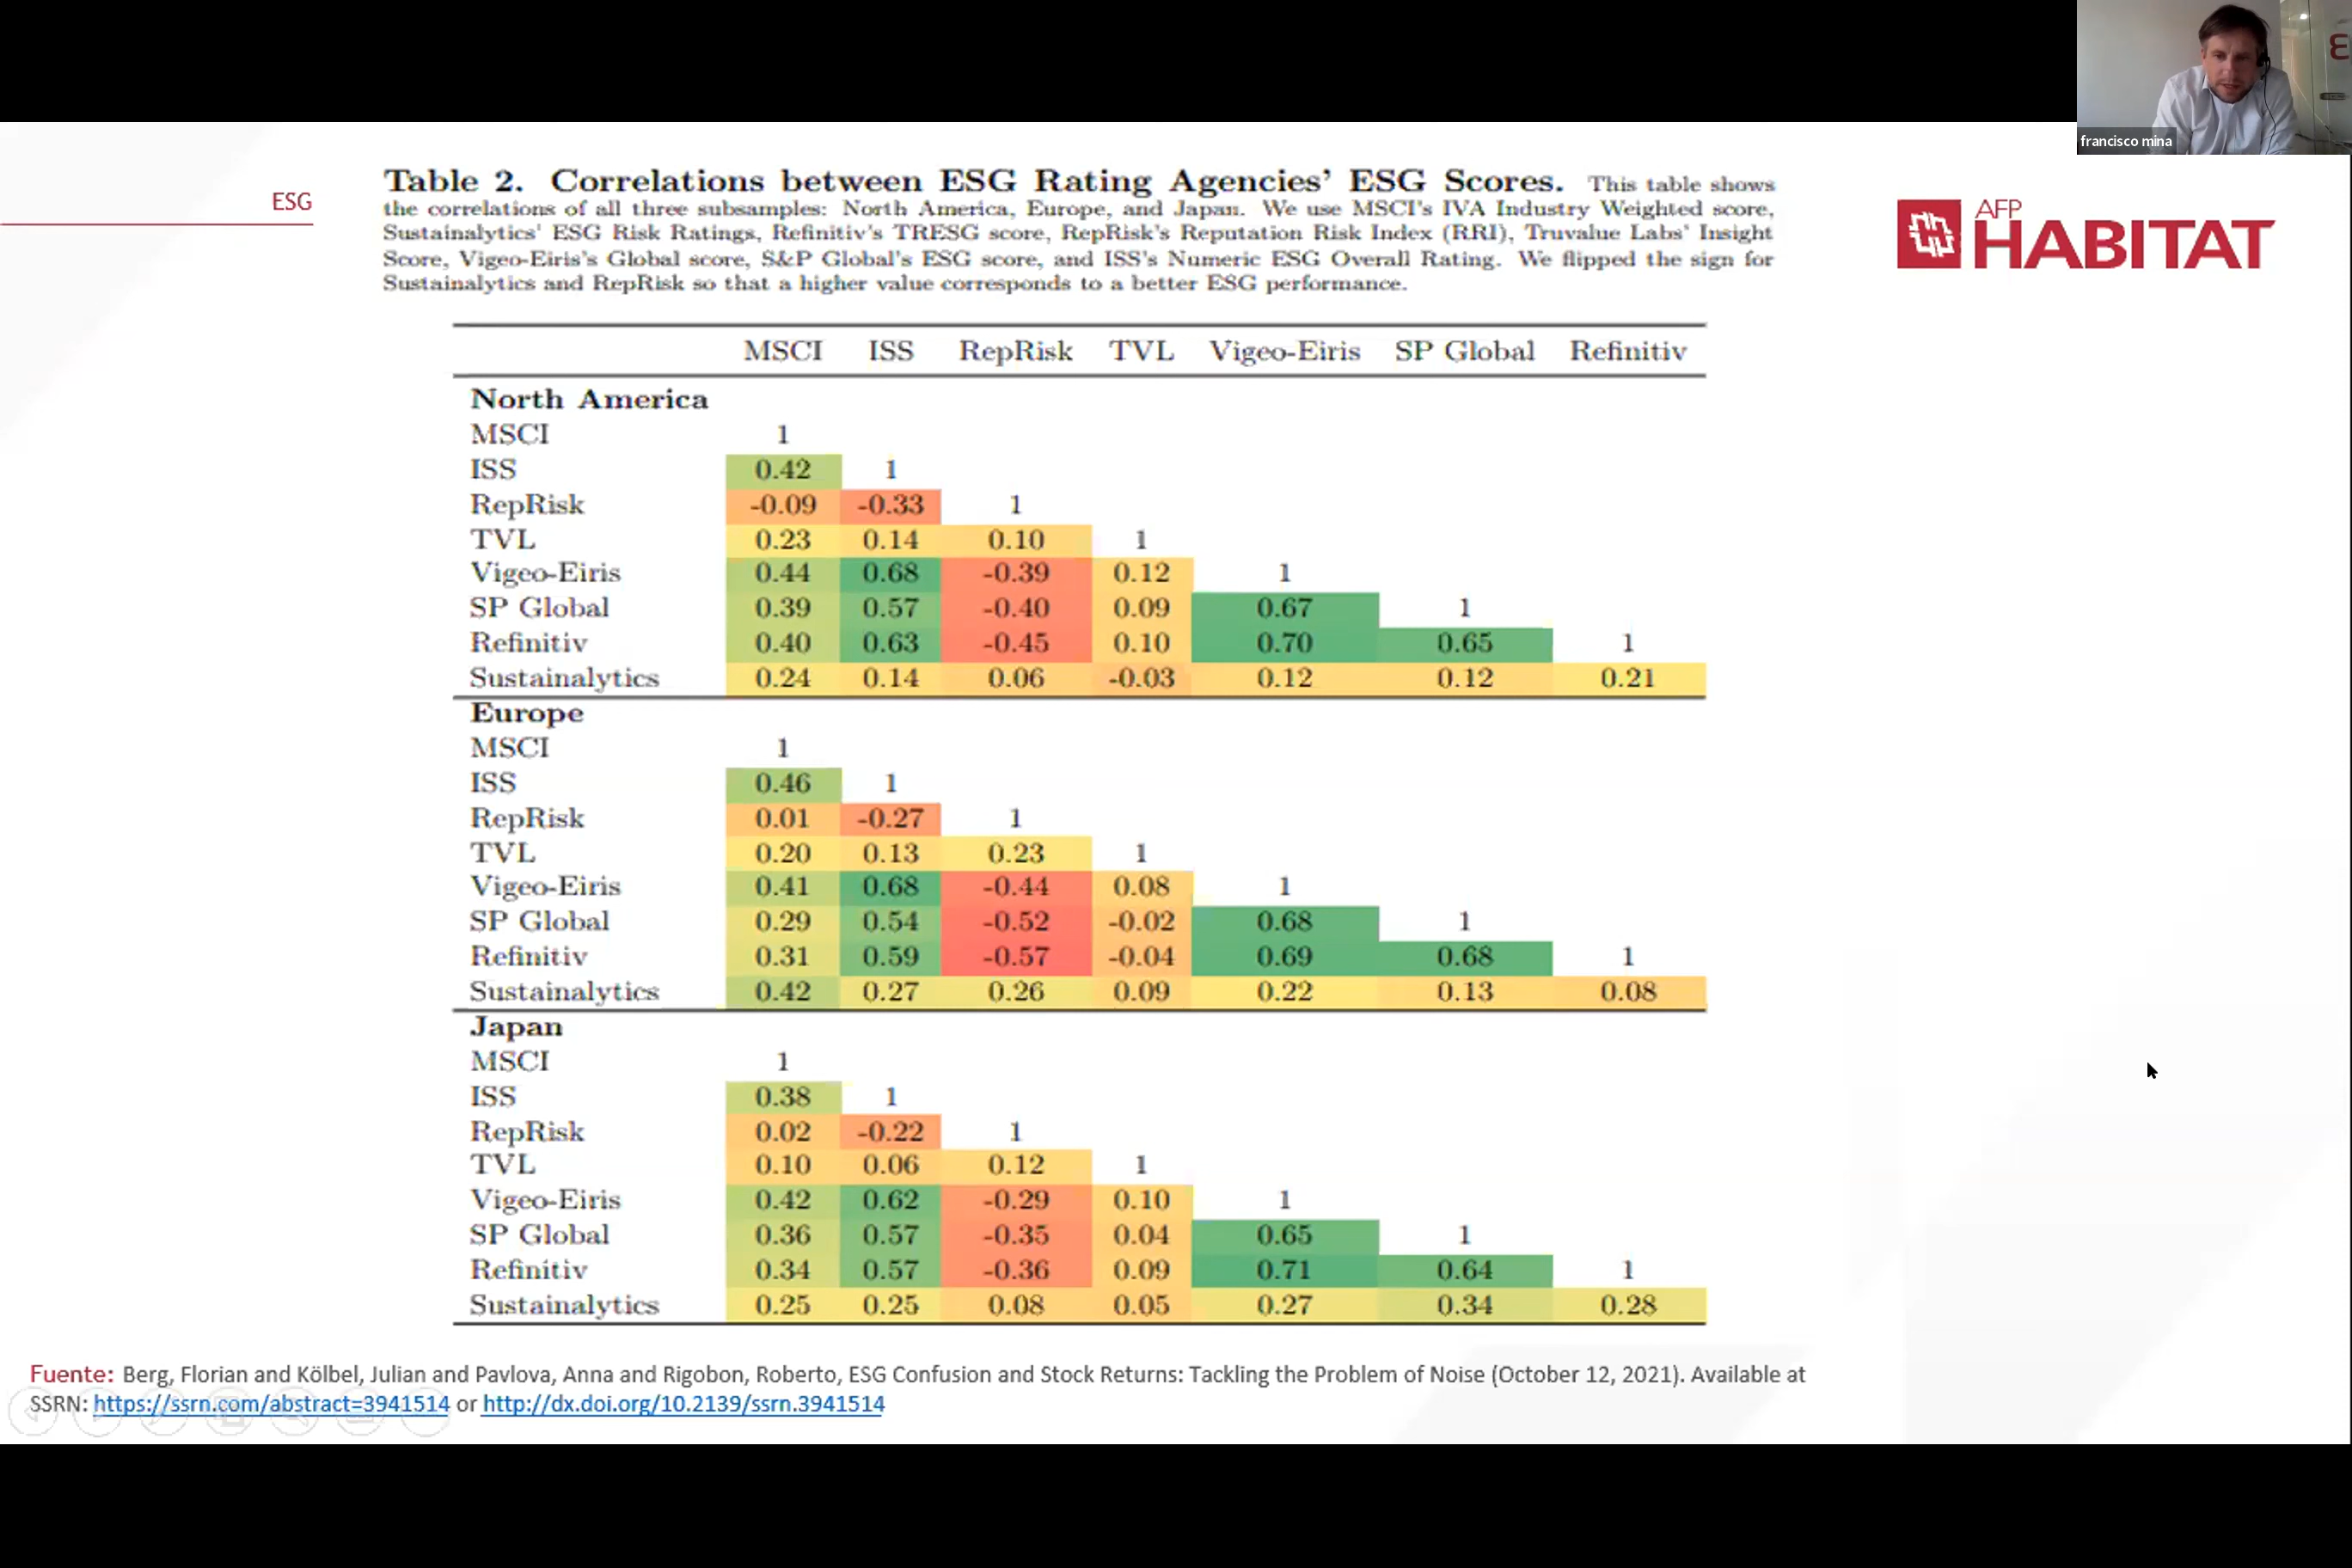 francisco mina
ESG
AFP
HABITAT
Table 2. Correlations between ESG Rating Agencies' ESG Scores. This table shows
the correlations of all three subsamples: North America, Europe, and Japan. We use MSCI's IVA Industry Weighted score,
Sustainalytics' ESG Risk Ratings, Refinitiv's TRESG score, RepRisk's Reputation Risk Index (RRI), Truvalue Labs' Insight
Score, Vigeo-Eiris's Global score, S&P Global's ESG score, and ISS's Numeric ESG Overall Rating. We flipped the sign for
Sustainalytics and RepRisk so that a higher value corresponds to a better ESG performance.
MSCI ISS RepRisk TVL Vigeo-Eiris SP Global Refinitiv
North America
MSCI 1
ISS 0.42 1
RepRisk -0.09 -0.33 1
TVL 0.23 0.14 0.10 1
Vigeo-Eiris 0.44 0.68 -0.39 0.12 1
SP Global 0.39 0.57 -0.40 0.09 0.67 1
Refinitiv 0.40 0.63 -0.45 0.10 0.70 0.65 1
Sustainalytics 0.24 0.14 0.06 -0.03 0.12 0.12 0.21
Europe
MSCI 1
ISS 0.46 1
RepRisk 0.01 -0.27 1
TVL 0.20 0.13 0.23 1
Vigeo-Eiris 0.41 0.68 -0.44 0.08 1
SP Global 0.29 0.54 -0.52 -0.02 0.68 1
Refinitiv 0.31 0.59 -0.57 -0.04 0.69 0.68 1
Sustainalytics 0.42 0.27 0.26 0.09 0.22 0.13 0.08
Japan
MSCI 1
ISS 0.38 1
RepRisk 0.02 -0.22 1
TVL 0.10 0.06 0.12 1
Vigeo-Eiris 0.42 0.62 -0.29 0.10 1
SP Global 0.36 0.57 -0.35 0.04 0.65 1
Refinitiv 0.34 0.57 -0.36 0.09 0.71 0.64 1
Sustainalytics 0.25 0.25 0.08 0.05 0.27 0.34 0.28
Fuente: Berg, Florian and Kölbel, Julian and Pavlova, Anna and Rigobon, Roberto, ESG Confusion and Stock Returns: Tackling the Problem of Noise (October 12, 2021). Available at
SSRN: https://ssrn.com/abstract=3941514 or http://dx.doi.org/10.2139/ssrn.3941514